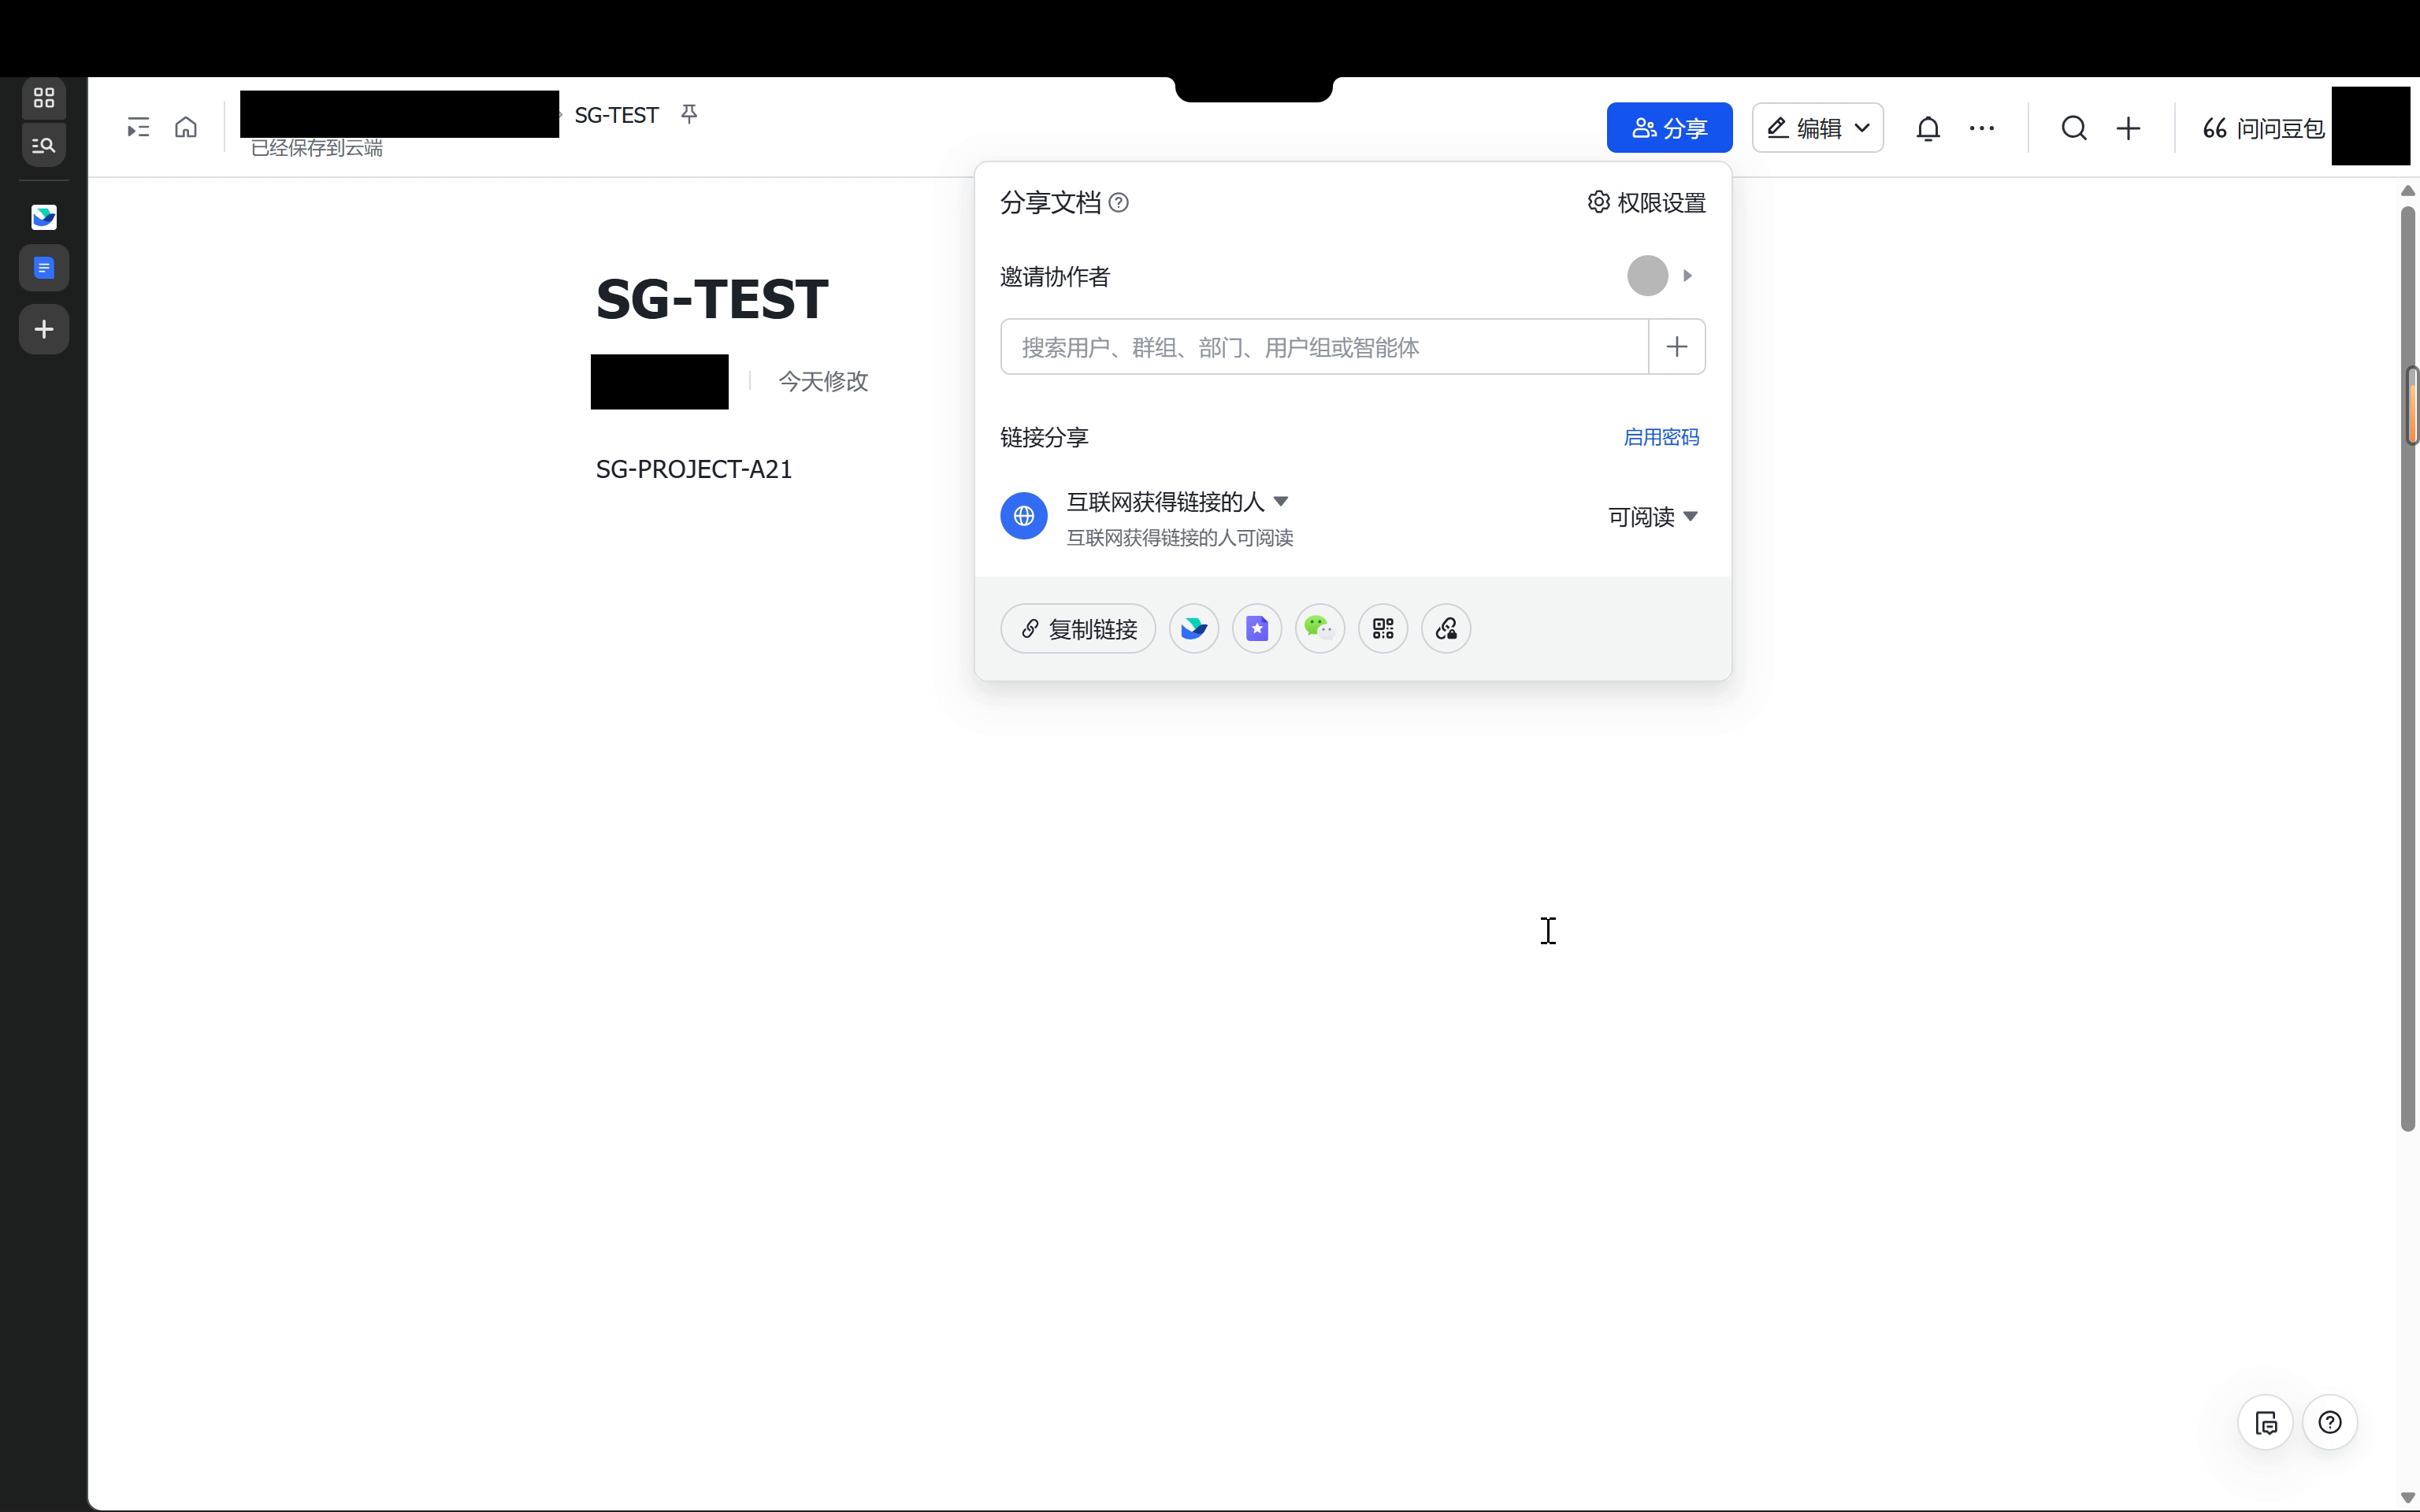 SG-TEST
已经保存到云端
分享
编辑
问问豆包
分享文档
权限设置
邀请协作者
搜索用户、群组、部门、用户组或智能体
链接分享
启用密码
互联网获得链接的人
互联网获得链接的人可阅读
可阅读
复制链接
SG-TEST
今天修改
SG-PROJECT-A21